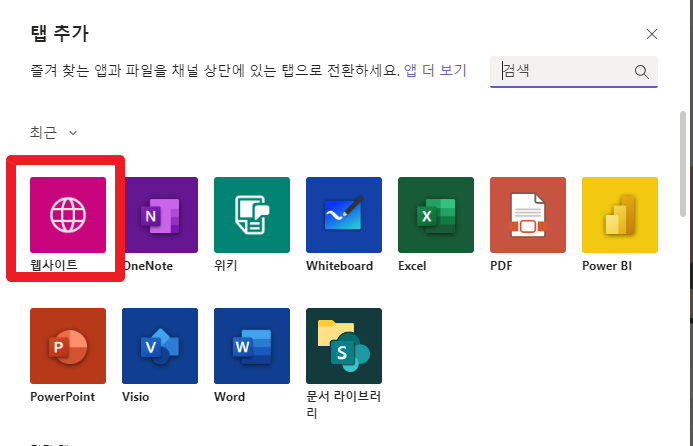 탭 추가
즐겨 찾는 앱과 파일을 채널 상단에 있는 탭으로 전환하세요. 앱 더 보기
검색
최근
웹사이트
OneNote
위키
Whiteboard
Excel
PDF
Power BI
N
X
PowerPoint
Visio
Word
문서 라이브러
리
P
V
W
S